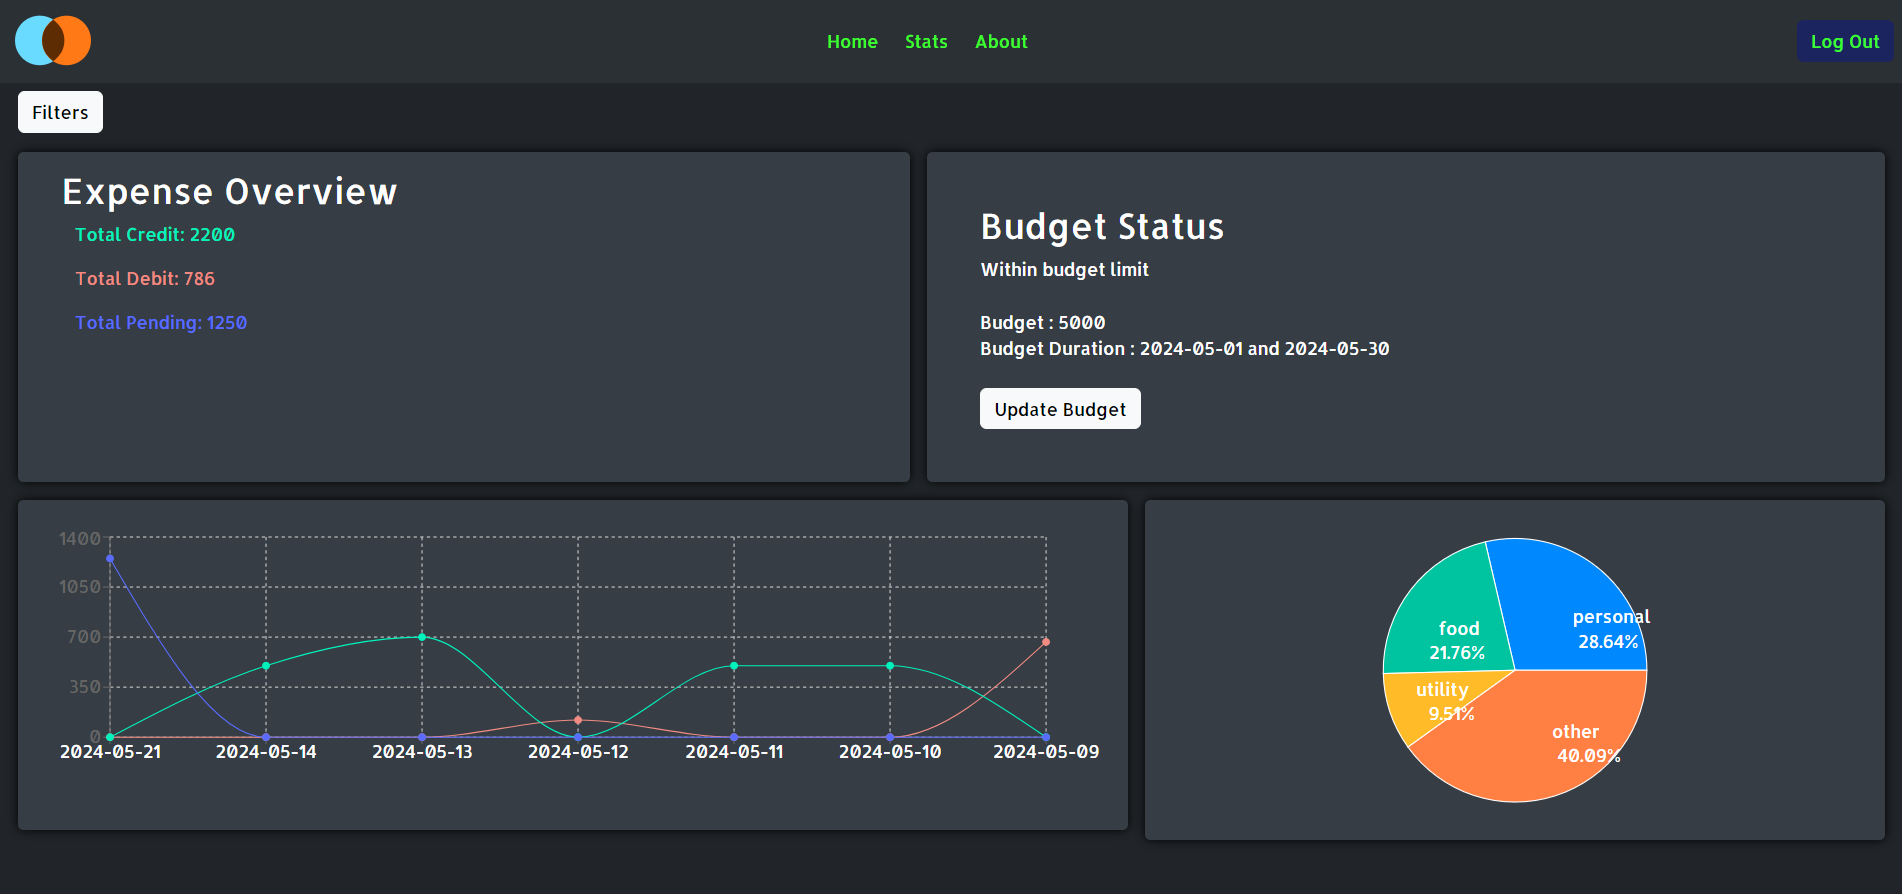 Home Stats About Log Out
Filters
Expense Overview
Total Credit: 2200
Total Debit: 786
Total Pending: 1250
Budget Status
Within budget limit
Budget : 5000
Budget Duration : 2024-05-01 and 2024-05-30
Update Budget
1400
1050
700
350
0
2024-05-21 2024-05-14 2024-05-13 2024-05-12 2024-05-11 2024-05-10 2024-05-09
personal
28.64%
food
21.76%
utility
9.51%
other
40.09%